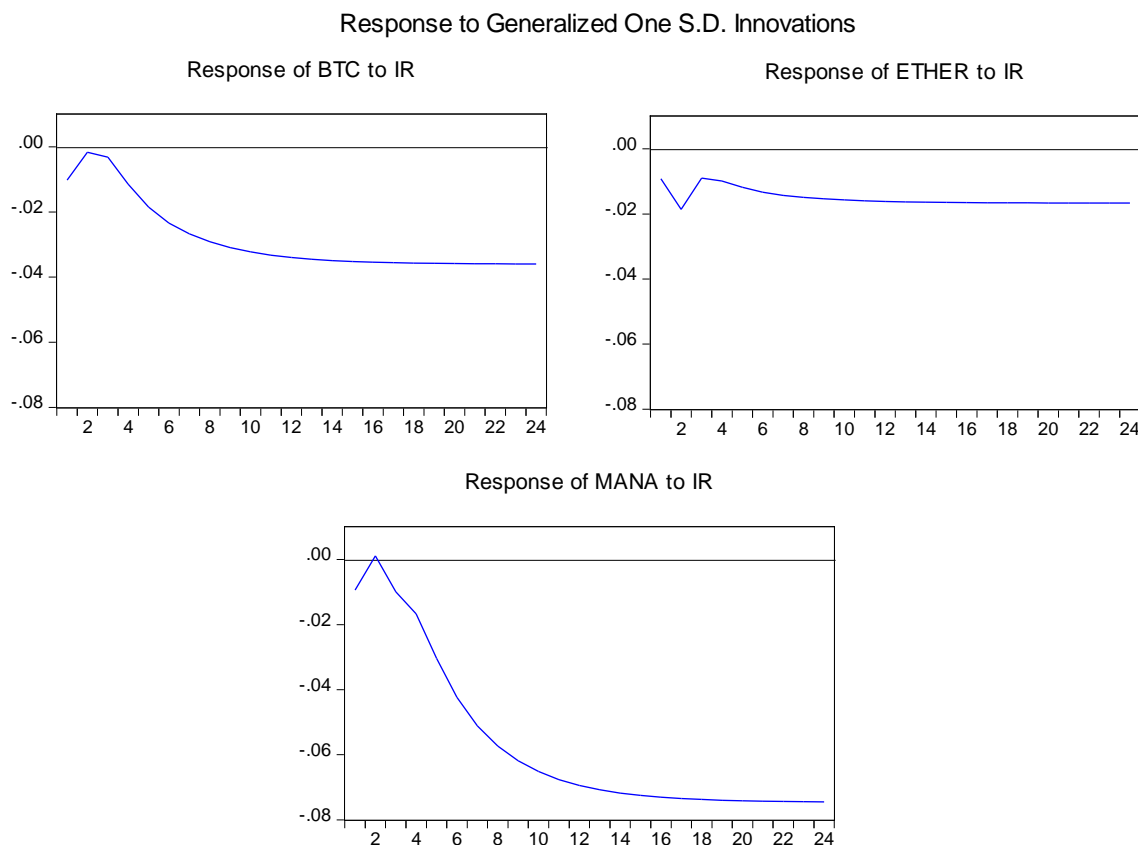 Response to Generalized One S.D. Innovations
Response of BTC to IR
.00
-.02
-.04
-.06
-.08
2 4 6 8 10 12 14 16 18 20 22 24
Response of ETHER to IR
.00
-.02
-.04
-.06
-.08
2 4 6 8 10 12 14 16 18 20 22 24
Response of MANA to IR
.00
-.02
-.04
-.06
-.08
2 4 6 8 10 12 14 16 18 20 22 24